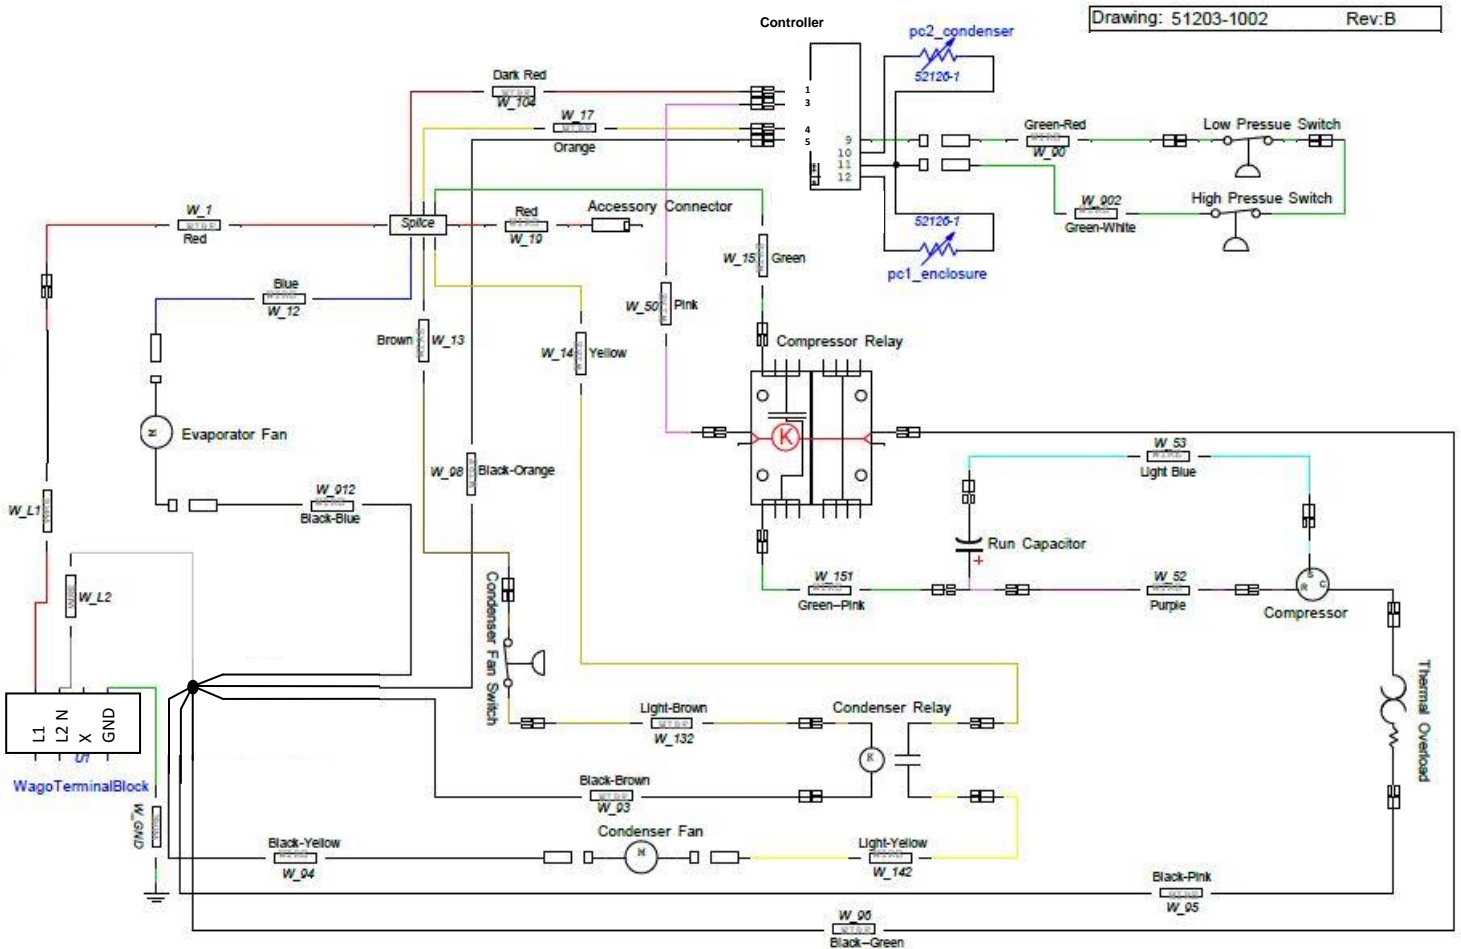 Drawing: 51203-1002 Rev:B
Controller
pc2_condenser
52126-1
Dark Red
W_104
1
3
W_17
Orange
4
5
9
10
11
12
Green-Red
W_90
Low Pressue Switch
W_902
Green-White
High Pressue Switch
52126-1
pc1_enclosure
W_1
Red
Splice
Red
W_19
Accessory Connector
W_15
Green
Blue
W_12
W_50
Pink
Brown
W_13
W_14
Yellow
Compressor Relay
K
Evaporator Fan
W_98
Black-Orange
W_53
Light Blue
W_912
Black-Blue
W_L1
Run Capacitor
+
W_L2
W_151
Green-Pink
W_52
Purple
S
R
C
Compressor
Condenser Fan Switch
Thermal Overload
L1
L2 N
X
GND
U1
WagoTerminalBlock
Light-Brown
W_132
Condenser Relay
K
Black-Brown
W_93
W_GND
Condenser Fan
M
Black-Yellow
W_94
Light-Yellow
W_142
Black-Pink
W_95
W_96
Black-Green